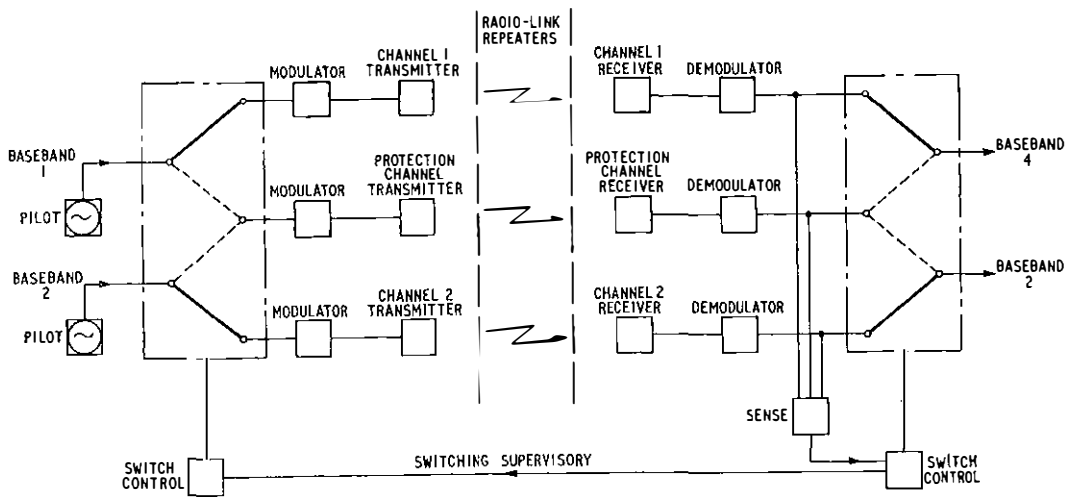 RADIO-LINK
REPEATERS
CHANNEL 1
TRANSMITTER
MODULATOR
CHANNEL 1
RECEIVER
DEMODULATOR
BASEBAND
1
PILOT
PROTECTION
CHANNEL
TRANSMITTER
MODULATOR
PROTECTION
CHANNEL
RECEIVER
DEMODULATOR
BASEBAND
4
BASEBAND
2
PILOT
MODULATOR
CHANNEL 2
TRANSMITTER
CHANNEL 2
RECEIVER
DEMODULATOR
BASEBAND
2
SENSE
SWITCH
CONTROL
SWITCHING SUPERVISORY
SWITCH
CONTROL